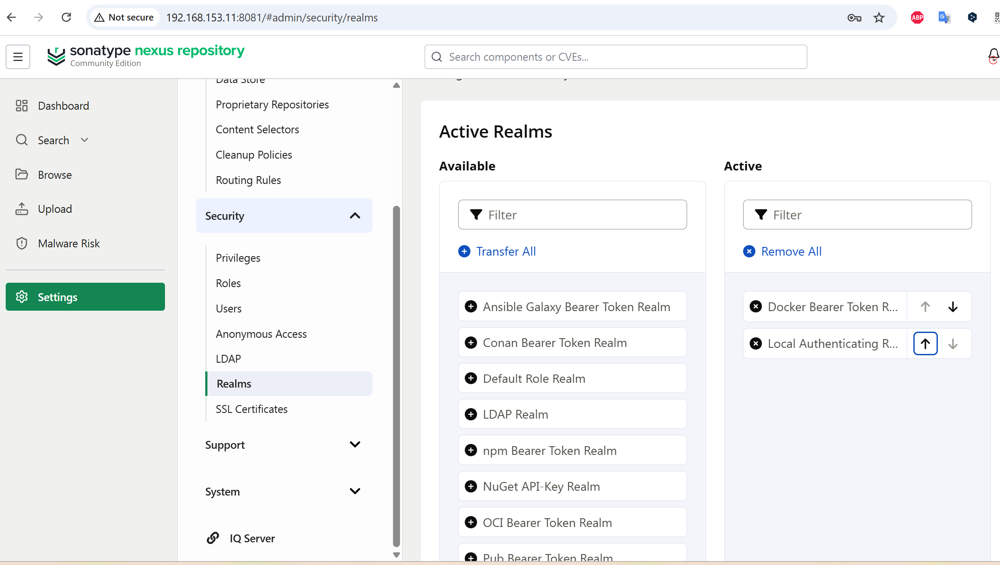 Not secure
192.168.153.11:8081/#admin/security/realms
ABP
sonatype nexus repository
Community Edition
Search components or CVEs...
Dashboard
Search
Browse
Upload
Malware Risk
Settings
Data Store
Proprietary Repositories
Content Selectors
Cleanup Policies
Routing Rules
Security
Privileges
Roles
Users
Anonymous Access
LDAP
Realms
SSL Certificates
Support
System
IQ Server
Active Realms
Available
Filter
Transfer All
Ansible Galaxy Bearer Token Realm
Conan Bearer Token Realm
Default Role Realm
LDAP Realm
npm Bearer Token Realm
NuGet API-Key Realm
OCI Bearer Token Realm
Pub Bearer Token Realm
Active
Filter
Remove All
Docker Bearer Token R...
Local Authenticating R...